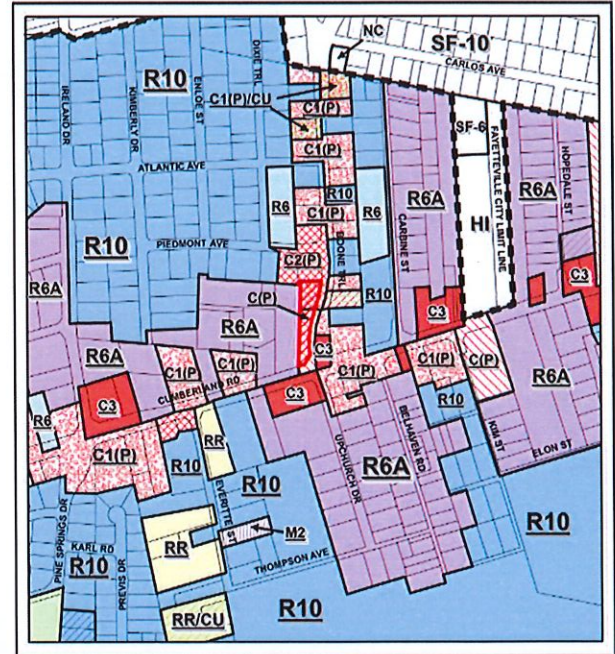 NC
SF-10
CARLOS AVE
DIXIE TRL
R10
C1(P)/CU
IRELAND DR
KIMBERLY DR
ENLOE ST
C1(P)
SF-6
FAYETTEVILLE CITY LIMIT LINE
HOPEDALE ST
C1(P)
ATLANTIC AVE
R10
R6A
R6A
R6
C1(P)
R6
CARBINE ST
HI
R10
PIEDMONT AVE
BOONE TRL
C2(P)
R10
C(P)
C3
R6A
R6A
C3
R6A
C3
C1(P)
C1(P)
C1(P)
C1(P)
C(P)
R6A
CUMBERLAND RD
C3
C3
R10
R6
RR
C1(P)
R10
R10
UPCHURCH DR
BELHAVEN RD
KIM ST
ELON ST
R6A
EVERITTE ST
M2
R10
PINE SPRINGS DR
KARL RD
R10
PREVIS DR
RR
THOMPSON AVE
RR/CU
R10